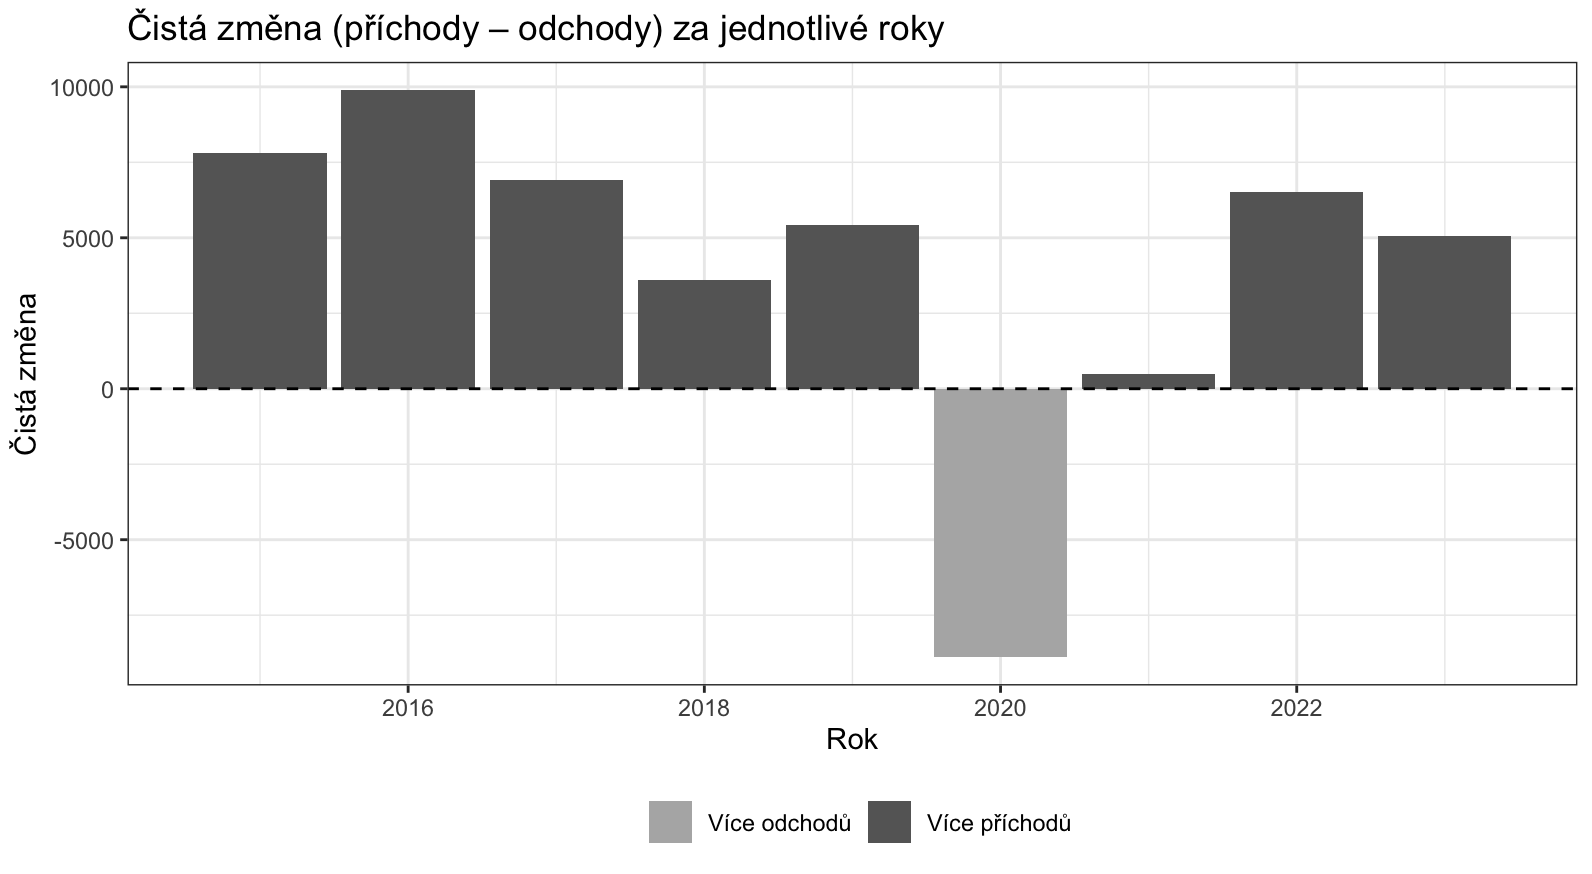 Čistá změna (příchody – odchody) za jednotlivé roky
Čistá změna
10000
5000
0
-5000
2016 2018 2020 2022
Rok
Více odchodů Více příchodů